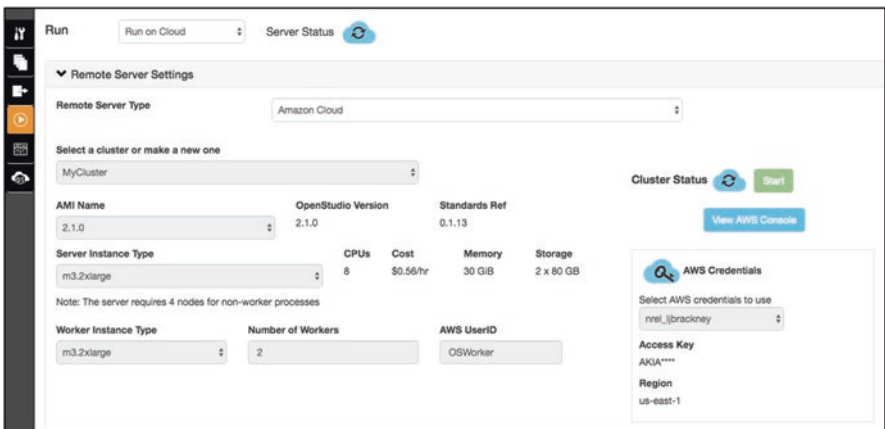 Run Run on Cloud Server Status
Remote Server Settings
Remote Server Type Amazon Cloud
Select a cluster or make a new one
MyCluster
Cluster Status Start
AMI Name OpenStudio Version Standards Ref
2.1.0 2.1.0 0.1.13
View AWS Console
Server Instance Type CPUs Cost Memory Storage
m3.2xlarge 8 $0.56/hr 30 GiB 2 x 80 GB
AWS Credentials
Note: The server requires 4 nodes for non-worker processes
Select AWS credentials to use
nrel_ljbrackney
Worker Instance Type Number of Workers AWS UserID
m3.2xlarge 2 OSWorker
Access Key
AKIA****
Region
us-east-1